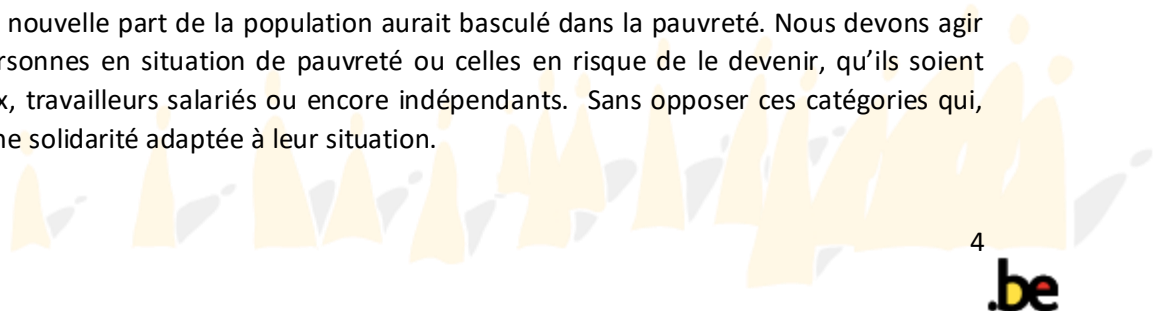 nouvelle part de la population aurait basculé dans la pauvreté. Nous devons agir
personnes en situation de pauvreté ou celles en risque de le devenir, qu’ils soient
travailleurs salariés ou encore indépendants.  Sans opposer ces catégories qui,
solidarité adaptée à leur situation.
4
.be